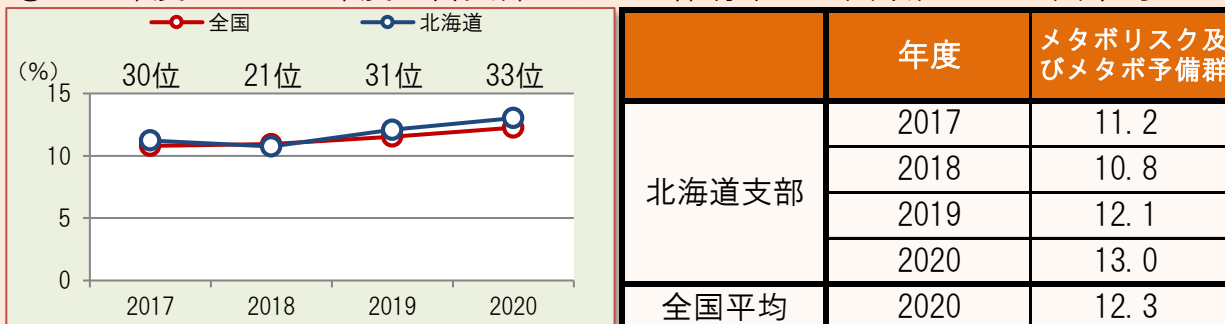 全国 北海道
(%) 30位 21位 31位 33位
15
10
5
0
2017 2018 2019 2020
年度 メタボリスク及
びメタボ予備群
北海道支部
2017 11.2
2018 10.8
2019 12.1
2020 13.0
全国平均 2020 12.3